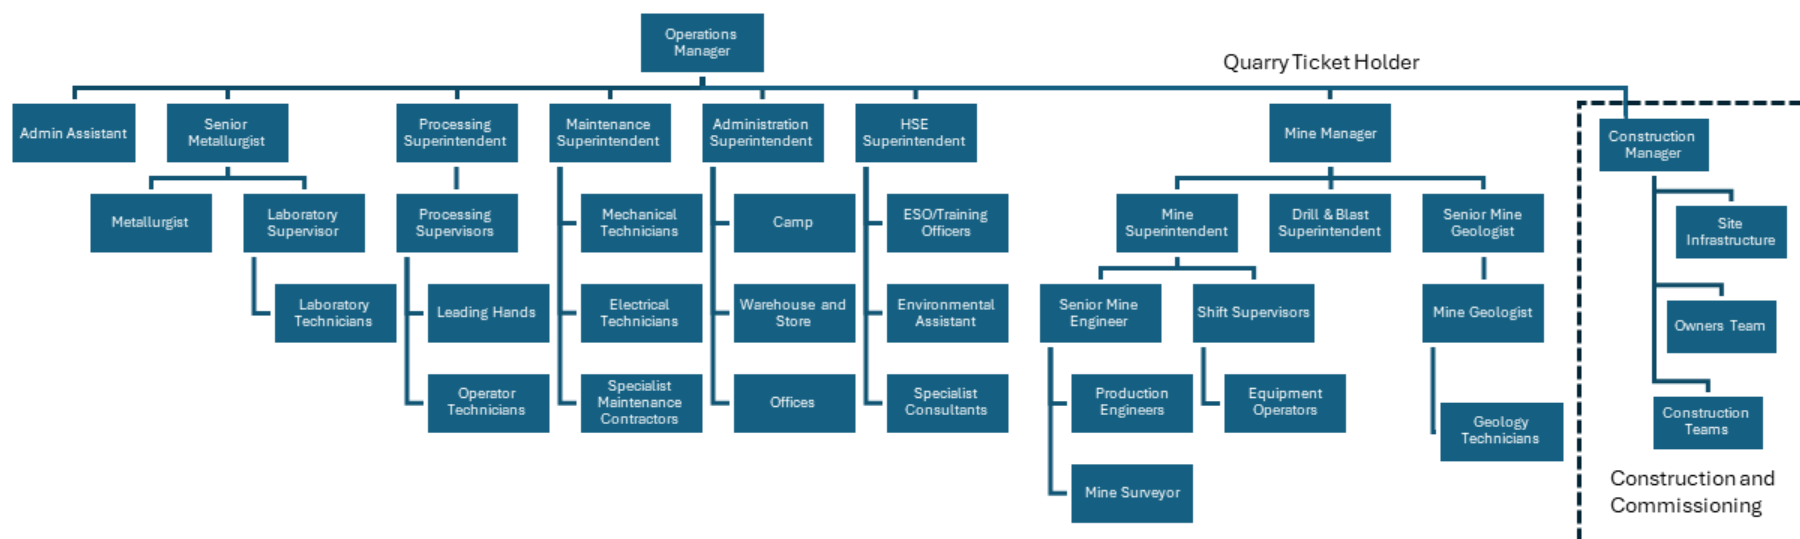 Operations
Manager
Quarry Ticket Holder
Admin Assistant
Senior
Metallurgist
Processing
Superintendent
Maintenance
Superintendent
Administration
Superintendent
HSE
Superintendent
Mine Manager
Construction
Manager
Metallurgist
Laboratory
Supervisor
Processing
Supervisors
Mechanical
Technicians
Camp
ESO/Training
Officers
Mine
Superintendent
Drill & Blast
Superintendent
Senior Mine
Geologist
Site
Infrastructure
Laboratory
Technicians
Leading Hands
Electrical
Technicians
Warehouse and
Store
Environmental
Assistant
Senior Mine
Engineer
Shift Supervisors
Mine Geologist
Owners Team
Operator
Technicians
Specialist
Maintenance
Contractors
Offices
Specialist
Consultants
Production
Engineers
Equipment
Operators
Geology
Technicians
Construction
Teams
Mine Surveyor
Construction and
Commissioning